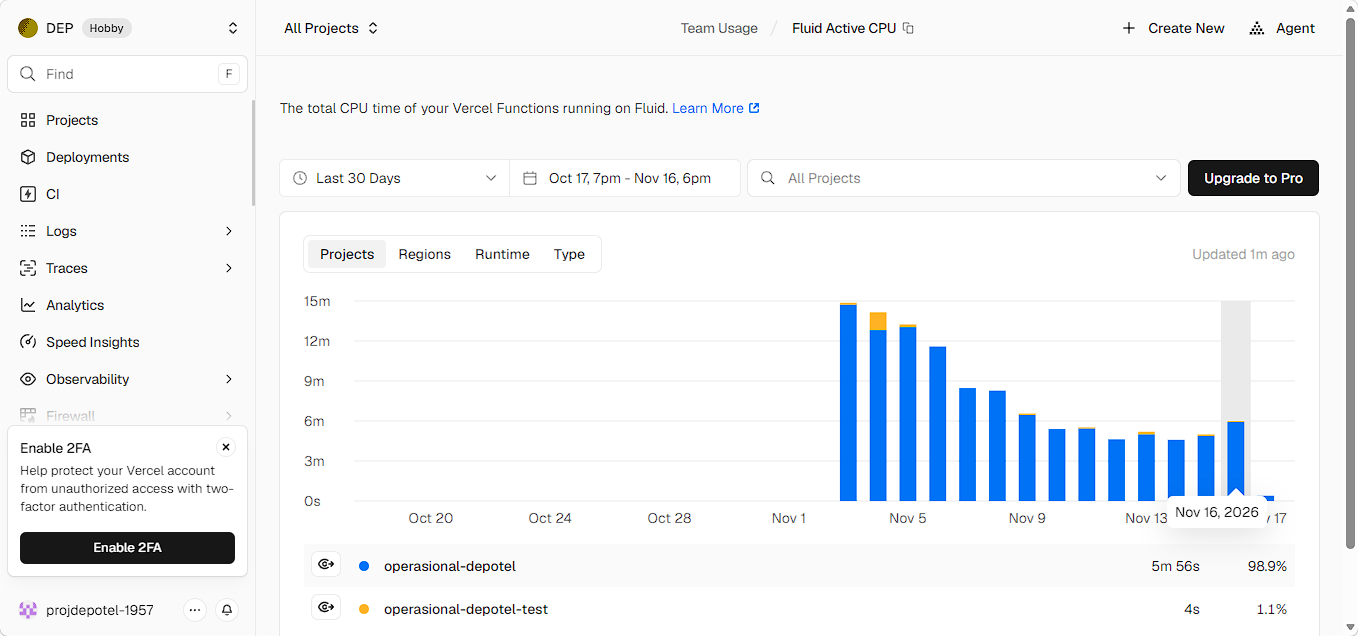 DEP Hobby
All Projects
Team Usage / Fluid Active CPU
Create New
Agent
Find F
Projects
Deployments
CI
Logs
Traces
Analytics
Speed Insights
Observability
Firewall
Enable 2FA
Help protect your Vercel account
from unauthorized access with two-
factor authentication.
Enable 2FA
projdepotel-1957
The total CPU time of your Vercel Functions running on Fluid. Learn More
Last 30 Days
Oct 17, 7pm - Nov 16, 6pm
All Projects
Upgrade to Pro
Projects Regions Runtime Type
Updated 1m ago
15m
12m
9m
6m
3m
0s
Oct 20 Oct 24 Oct 28 Nov 1 Nov 5 Nov 9 Nov 13 17
Nov 16, 2026
operasional-depotel 5m 56s 98.9%
operasional-depotel-test 4s 1.1%